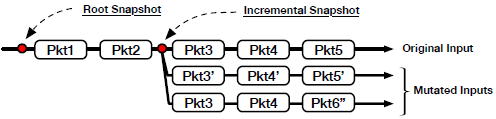 Root Snapshot
Incremental Snapshot
Pkt1 Pkt2 Pkt3 Pkt4 Pkt5 Original Input
Pkt3' Pkt4' Pkt5'
Mutated Inputs
Pkt3 Pkt4 Pkt6"